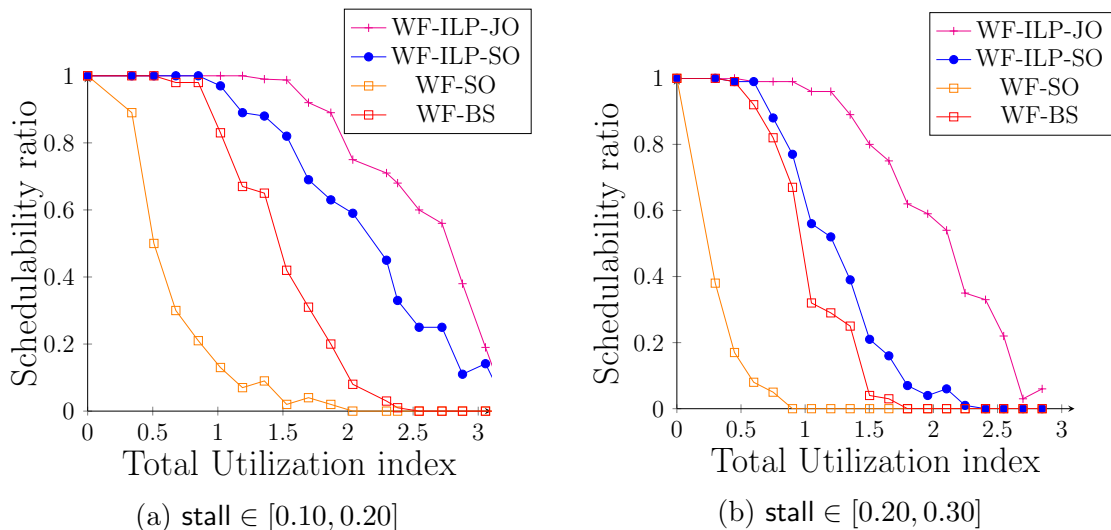 WF-ILP-JO
WF-ILP-SO
WF-SO
WF-BS
Schedulability ratio
1
0.8
0.6
0.4
0.2
0
0 0.5 1 1.5 2 2.5 3
Total Utilization index
(a) stall ∈ [0.10, 0.20]
WF-ILP-JO
WF-ILP-SO
WF-SO
WF-BS
Schedulability ratio
1
0.8
0.6
0.4
0.2
0
0 0.5 1 1.5 2 2.5 3
Total Utilization index
(b) stall ∈ [0.20, 0.30]